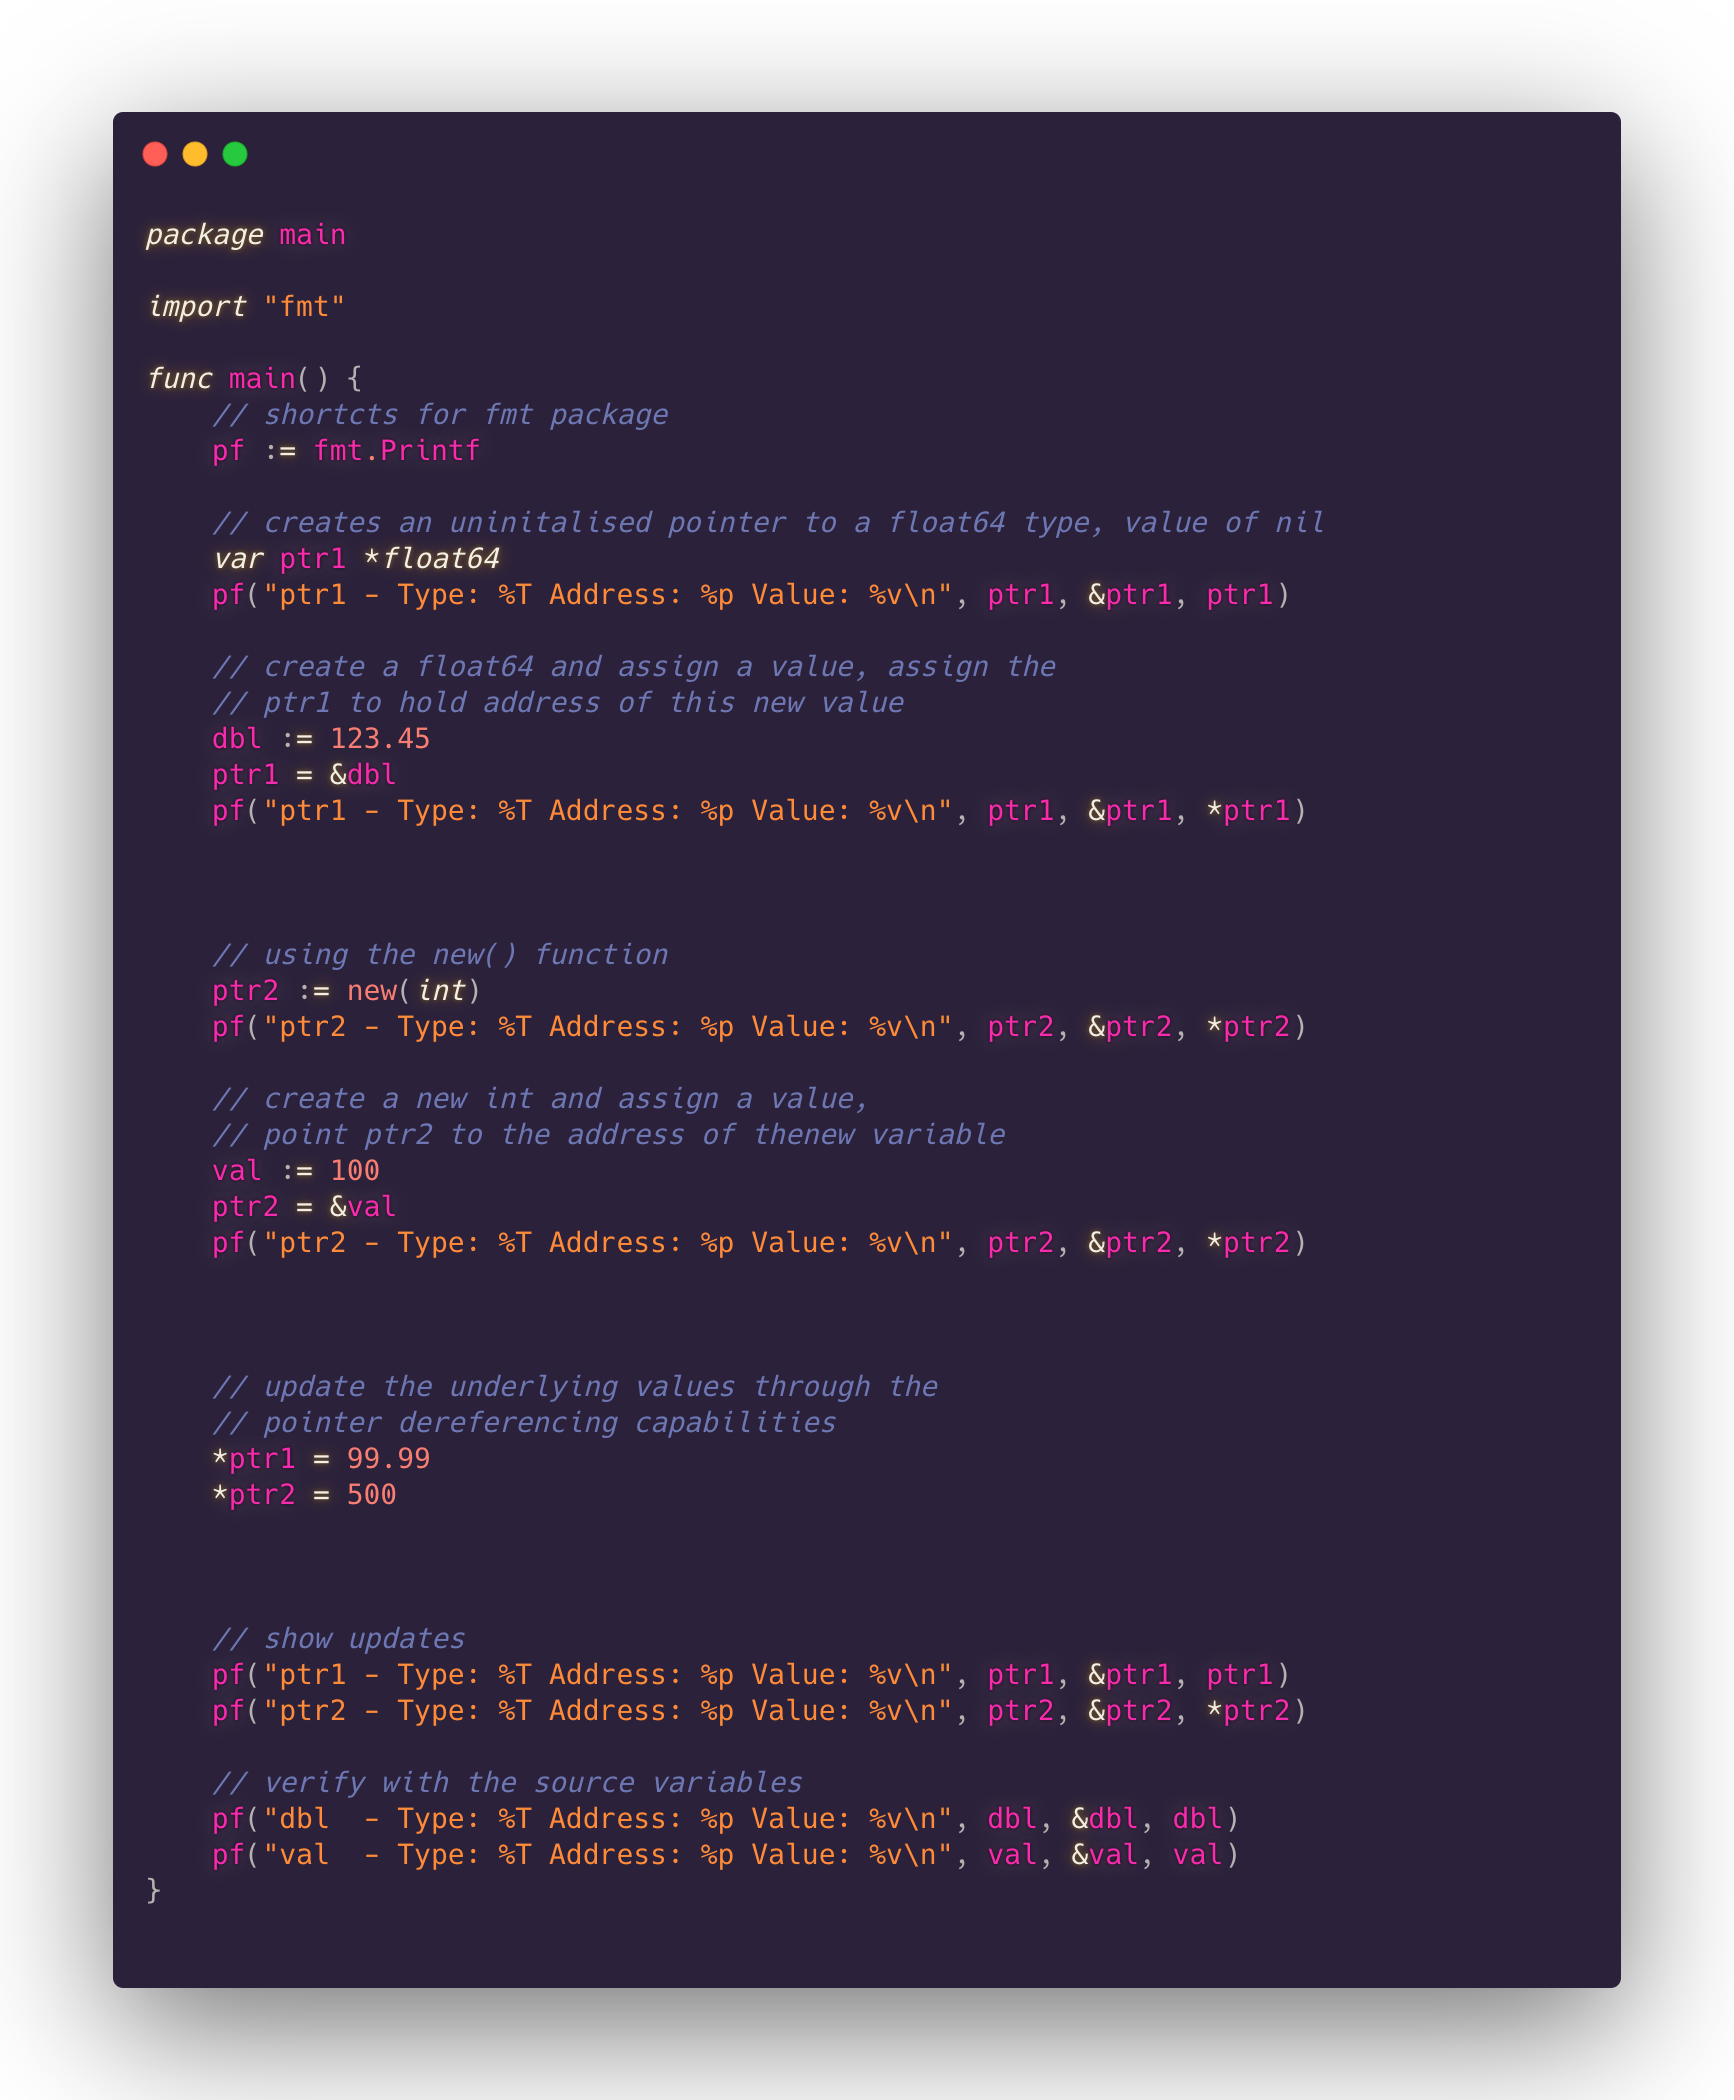 package main
import "fmt"
func main() {
    // shortcts for fmt package
    pf := fmt.Printf
    // creates an uninitalised pointer to a float64 type, value of nil
    var ptr1 *float64
    pf("ptr1 - Type: %T Address: %p Value: %v\n", ptr1, &ptr1, ptr1)
    // create a float64 and assign a value, assign the
    // ptr1 to hold address of this new value
    dbl := 123.45
    ptr1 = &dbl
    pf("ptr1 - Type: %T Address: %p Value: %v\n", ptr1, &ptr1, *ptr1)
    // using the new() function
    ptr2 := new(int)
    pf("ptr2 - Type: %T Address: %p Value: %v\n", ptr2, &ptr2, *ptr2)
    // create a new int and assign a value,
    // point ptr2 to the address of thenew variable
    val := 100
    ptr2 = &val
    pf("ptr2 - Type: %T Address: %p Value: %v\n", ptr2, &ptr2, *ptr2)
    // update the underlying values through the
    // pointer dereferencing capabilities
    *ptr1 = 99.99
    *ptr2 = 500
    // show updates
    pf("ptr1 - Type: %T Address: %p Value: %v\n", ptr1, &ptr1, ptr1)
    pf("ptr2 - Type: %T Address: %p Value: %v\n", ptr2, &ptr2, *ptr2)
    // verify with the source variables
    pf("dbl  - Type: %T Address: %p Value: %v\n", dbl, &dbl, dbl)
    pf("val  - Type: %T Address: %p Value: %v\n", val, &val, val)
}